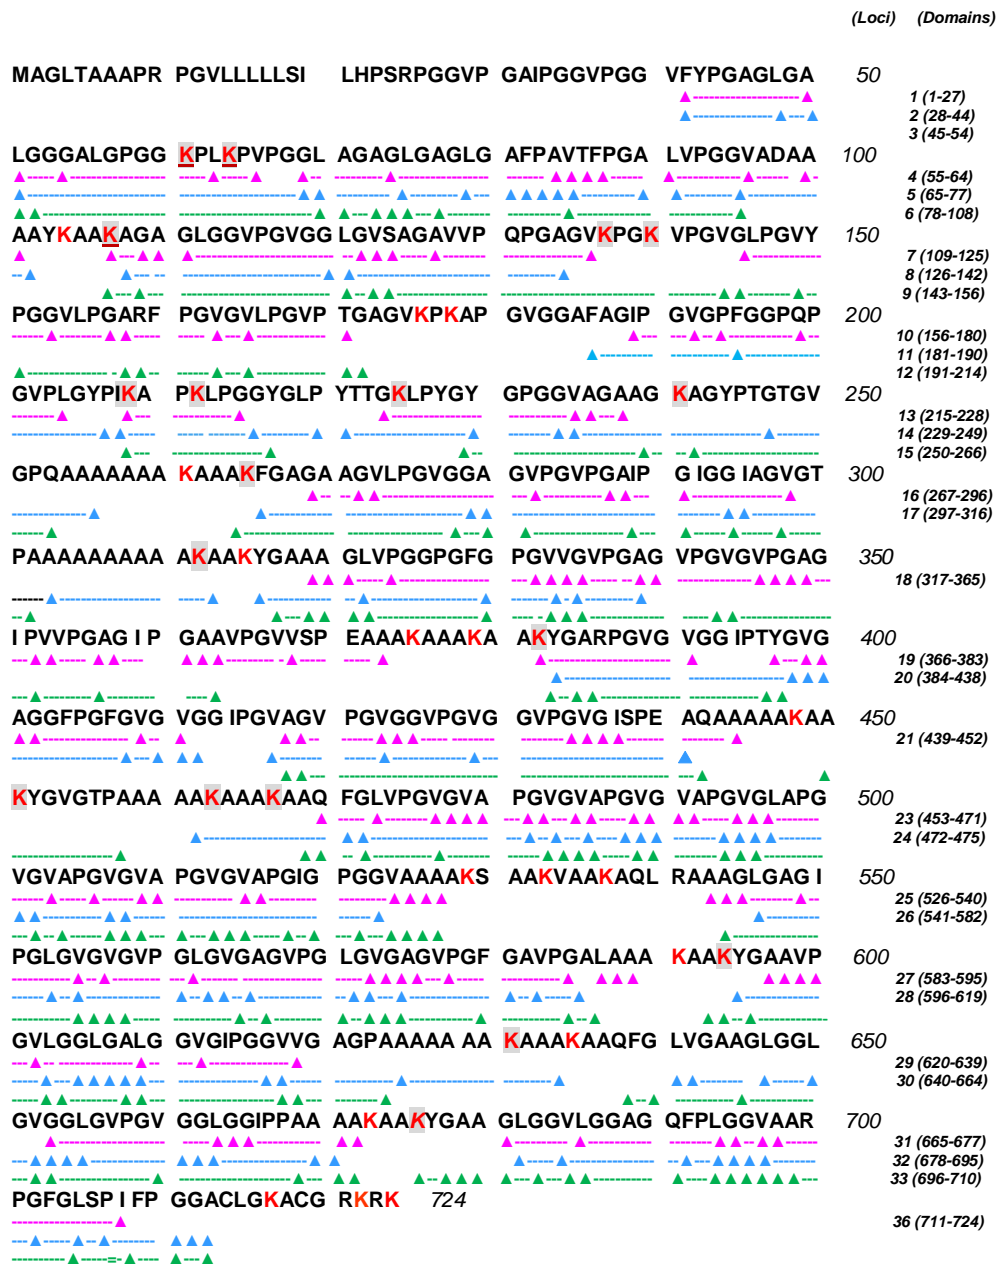 (Loci) (Domains)
MAGLTAAAPR PGVLLLLLSI LHPSRPGGVP GAIPGGVPGG VFYPGAGLGA 50
1 (1-27)
2 (28-44)
3 (45-54)
LGGGALGPGG KPLKPVPGGL AGAGLGAGLG AFPAVTFPGA LVPGGVADAA 100
4 (55-64)
5 (65-77)
6 (78-108)
AAYKAAKAGA GLGGVPGVGG LGVSAGAVVP QPGAGVKPGK VPGVGLPGVY 150
7 (109-125)
8 (126-142)
9 (143-156)
PGGVLPGARF PGVGVLPGVP TGAGVKPKAP GVGGAFAGIP GVGPFGGPQP 200
10 (156-180)
11 (181-190)
12 (191-214)
GVPLGYPIKA PKLPGGYGLP YTTGKLPYGY GPGGVAGAAG KAGYPTGTGV 250
13 (215-228)
14 (229-249)
15 (250-266)
GPQAAAAAAA KAAAKFGAGA AGVLPGVGGA GVPGVPGAIP G IGG IAGVGT 300
16 (267-296)
17 (297-316)
PAAAAAAAAA AKAAKYGAAA GLVPGGPGFG PGVVGVPGAG VPGVGVPGAG 350
18 (317-365)
I PVVPGAG I P GAAVPGVVSP EAAAKAAAKA AKYGARPGVG VGG IPTYGVG 400
19 (366-383)
20 (384-438)
AGGFPGFGVG VGG IPGVAGV PGVGGVPGVG GVPGVG ISPE AQAAAAAKAA 450
21 (439-452)
KYGVGTPAAA AAKAAAKAAQ FGLVPGVGVA PGVGVAPGVG VAPGVGLAPG 500
23 (453-471)
24 (472-475)
VGVAPGVGVA PGVGVAPGIG PGGVAAAAKS AAKVAAKAQL RAAAGLGAG I 550
25 (526-540)
26 (541-582)
PGLGVGVGVP GLGVGAGVPG LGVGAGVPGF GAVPGALAAA KAAKYGAAVP 600
27 (583-595)
28 (596-619)
GVLGGLGALG GVGIPGGVVG AGPAAAAA AA KAAAKAAQFG LVGAAGLGGL 650
29 (620-639)
30 (640-664)
GVGGLGVPGV GGLGGIPPAA AAKAAKYGAA GLGGVLGGAG QFPLGGVAAR 700
31 (665-677)
32 (678-695)
33 (696-710)
PGFGLSP I FP GGACLGKACG RKRK 724
36 (711-724)